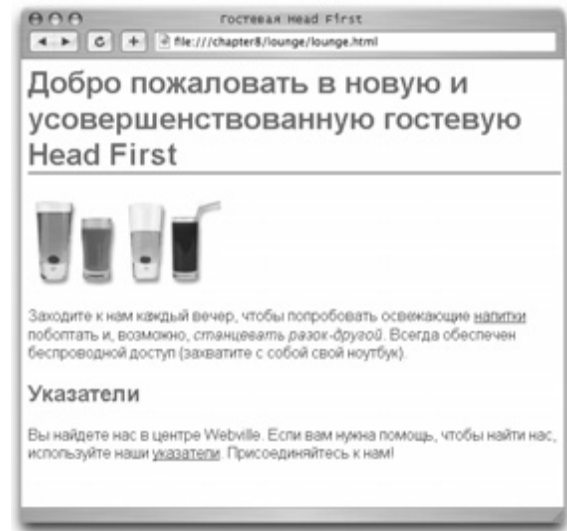 Гостевая Head First
file:///chapter8/lounge/lounge.html
Добро пожаловать в новую и
усовершенствованную гостевую
Head First
Заходите к нам каждый вечер, чтобы попробовать освежающие напитки
поболтать и, возможно, станцевать разок-другой. Всегда обеспечен
беспроводной доступ (захватите с собой свой ноутбук).
Указатели
Вы найдете нас в центре Webville. Если вам нужна помощь, чтобы найти нас,
используйте наши указатели. Присоединяйтесь к нам!